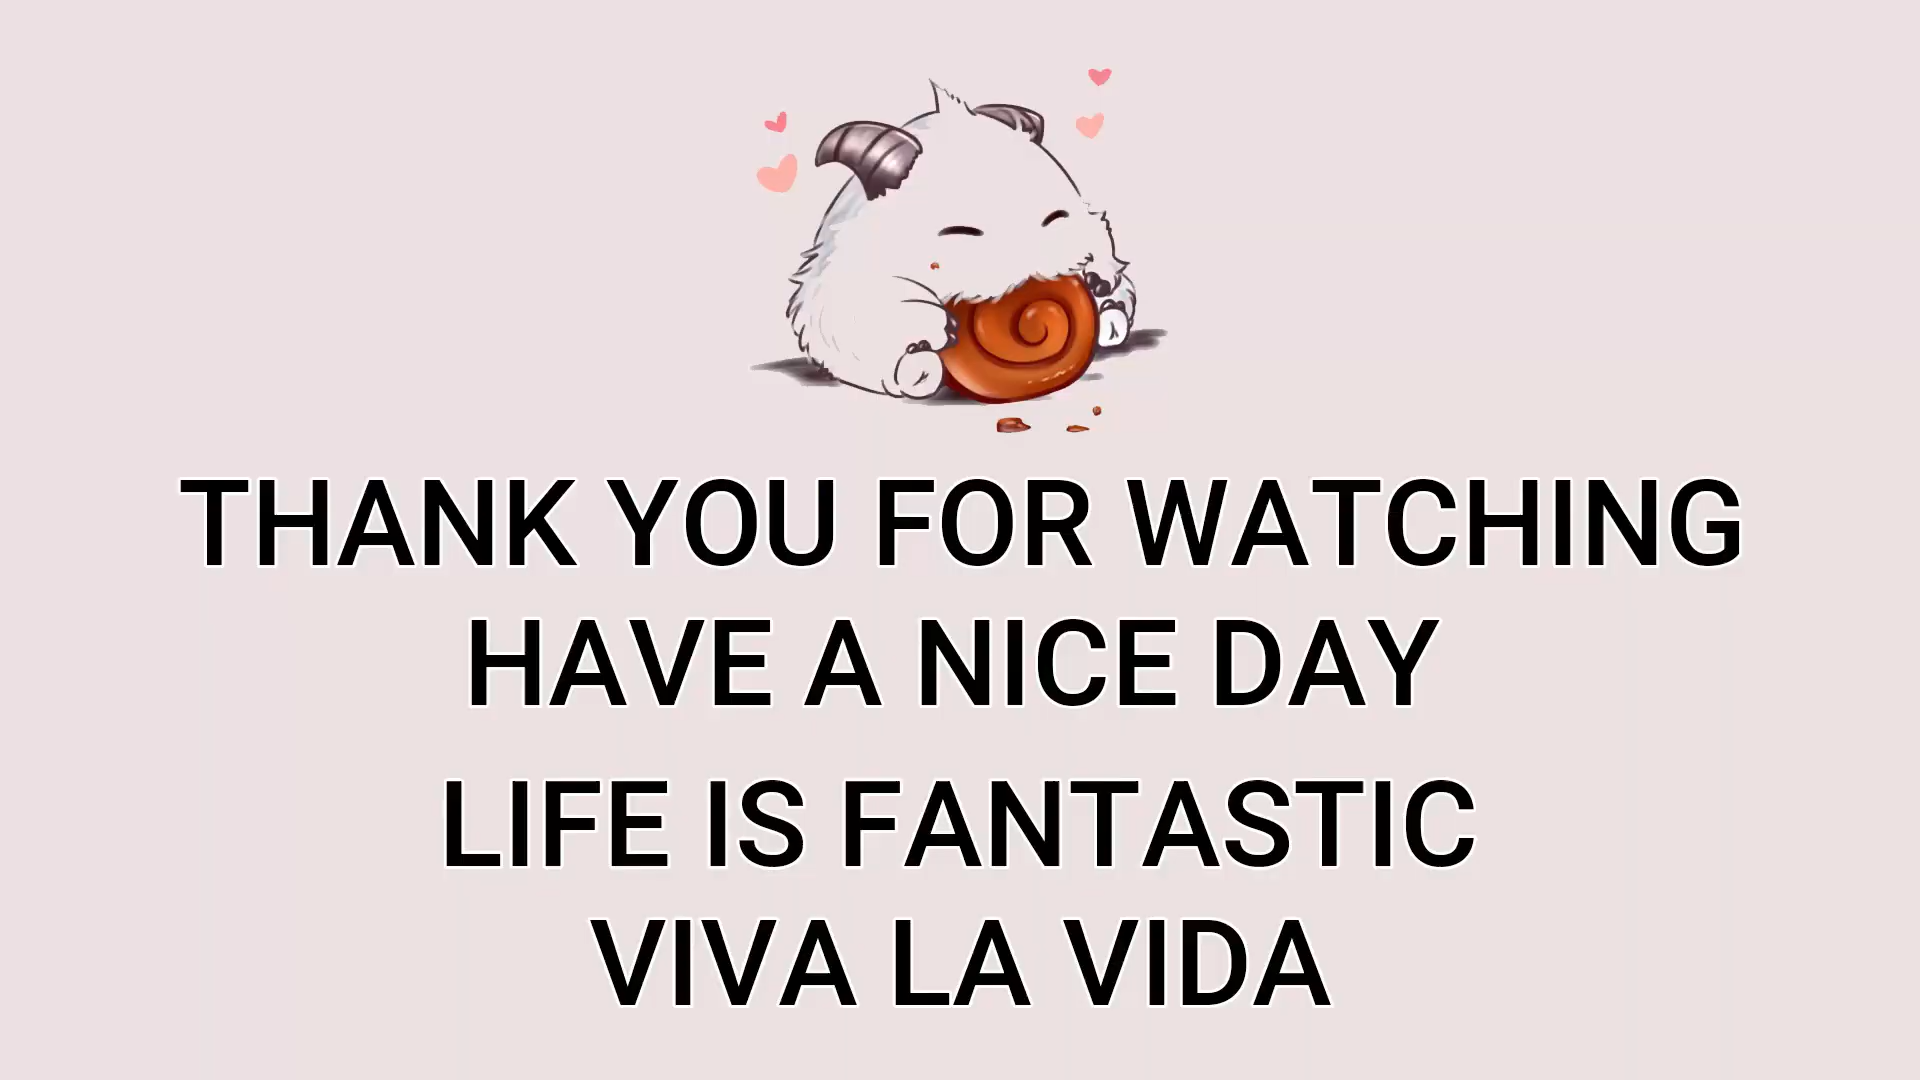 THANK YOU FOR WATCHING
HAVE A NICE DAY
LIFE IS FANTASTIC
VIVA LA VIDA